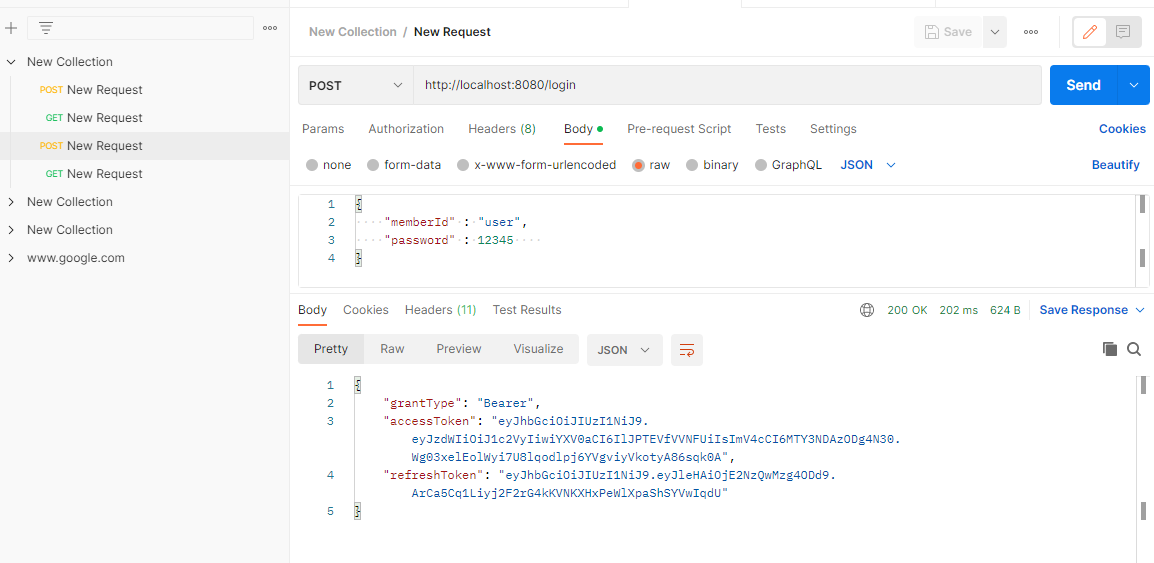 New Collection / New Request
Save
New Collection
POST New Request
GET New Request
POST New Request
GET New Request
New Collection
New Collection
www.google.com
POST
http://localhost:8080/login
Send
Params Authorization Headers (8) Body Pre-request Script Tests Settings Cookies
none form-data x-www-form-urlencoded raw binary GraphQL JSON Beautify
1 {
2 "memberId" : "user",
3 "password" : 12345
4 }
Body Cookies Headers (11) Test Results 200 OK 202 ms 624 B Save Response
Pretty Raw Preview Visualize JSON
1 {
2 "grantType": "Bearer",
3 "accessToken": "eyJhbGciOiJIUzI1NiJ9.
eyJzdWIiOiJ1c2VyIiwiYXV0aCI6IlJPTEVfVVNFUiIsImV4cCI6MTY3NDAzODg4N30.
Wg03xelEolWyi7U8lqodlpj6YVgviyVkotyA86sqk0A",
4 "refreshToken": "eyJhbGciOiJIUzI1NiJ9.eyJleHAiOjE2NzQwMzg4ODd9.
ArCa5Cq1Liyj2F2rG4kKVNKXHxPeWlXpaShSYVwIqdU"
5 }